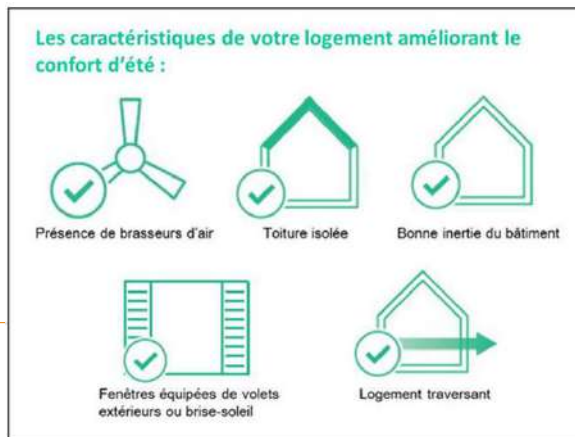 Les caractéristiques de votre logement améliorant le
confort d'été :
Présence de brasseurs d'air
Toiture isolée
Bonne inertie du bâtiment
Fenêtres équipées de volets
extérieurs ou brise-soleil
Logement traversant